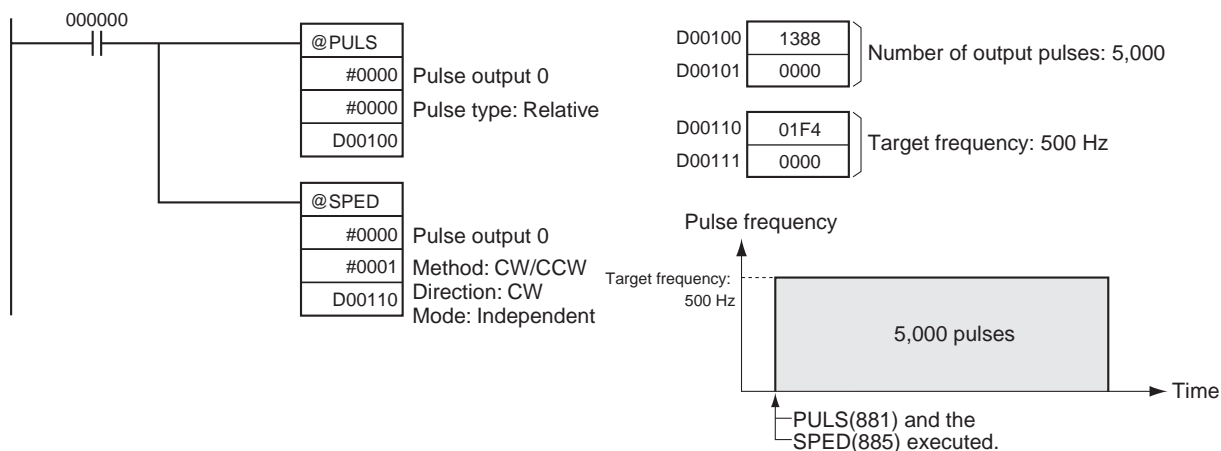 000000
@PULS
#0000 Pulse output 0
#0000 Pulse type: Relative
D00100
@SPED
#0000 Pulse output 0
#0001 Method: CW/CCW
D00110 Direction: CW
Mode: Independent
D00100 1388
D00101 0000
Number of output pulses: 5,000
D00110 01F4
D00111 0000
Target frequency: 500 Hz
Pulse frequency
Target frequency:
500 Hz
5,000 pulses
Time
PULS(881) and the
SPED(885) executed.